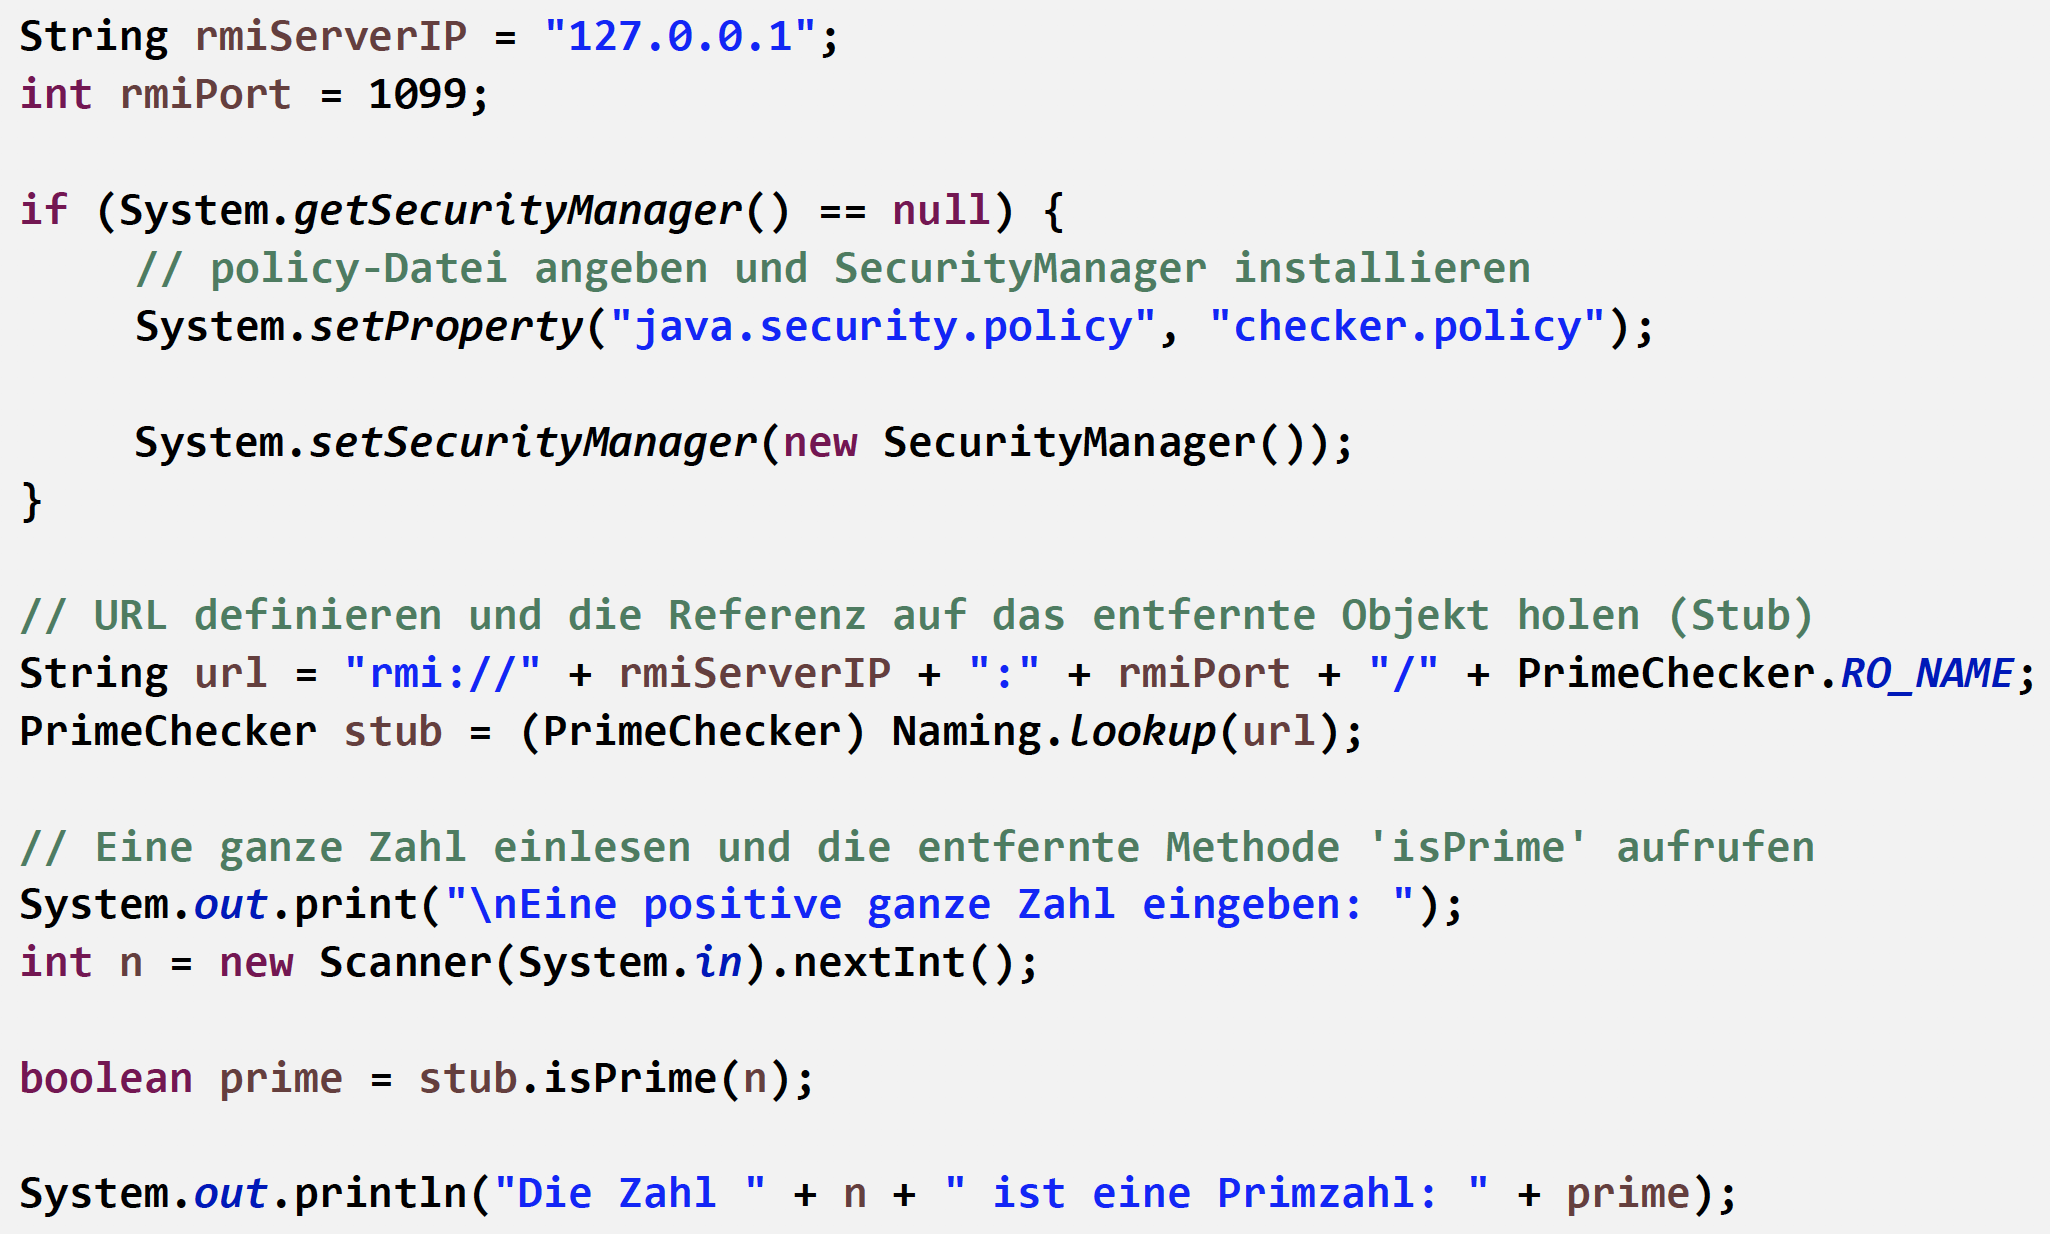 String rmiServerIP = "127.0.0.1";
int rmiPort = 1099;
if (System.getSecurityManager() == null) {
// policy-Datei angeben und SecurityManager installieren
System.setProperty("java.security.policy", "checker.policy");
System.setSecurityManager(new SecurityManager());
}
// URL definieren und die Referenz auf das entfernte Objekt holen (Stub)
String url = "rmi://" + rmiServerIP + ":" + rmiPort + "/" + PrimeChecker.RO_NAME;
PrimeChecker stub = (PrimeChecker) Naming.lookup(url);
// Eine ganze Zahl einlesen und die entfernte Methode 'isPrime' aufrufen
System.out.print("\nEine positive ganze Zahl eingeben: ");
int n = new Scanner(System.in).nextInt();
boolean prime = stub.isPrime(n);
System.out.println("Die Zahl " + n + " ist eine Primzahl: " + prime);